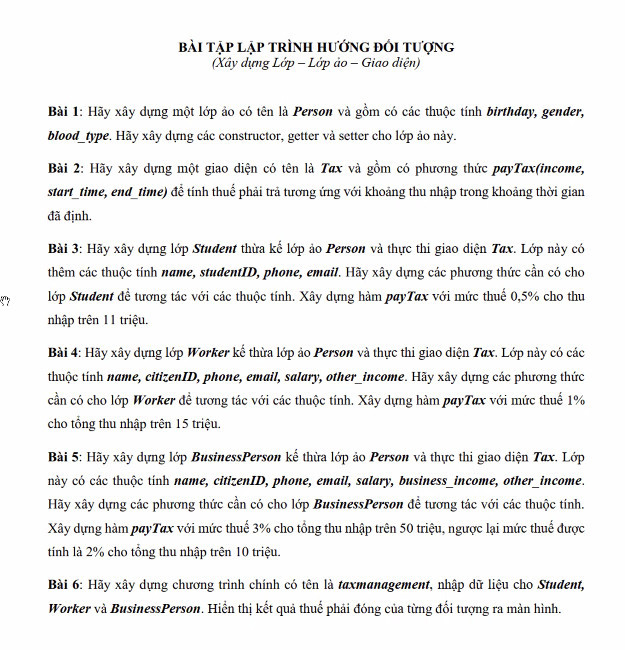 BÀI TẬP LẬP TRÌNH HƯỚNG ĐỐI TƯỢNG
(Xây dựng Lớp – Lớp ảo – Giao diện)
Bài 1: Hãy xây dựng một lớp ảo có tên là Person và gồm có các thuộc tính birthday, gender,
blood_type. Hãy xây dựng các constructor, getter và setter cho lớp ảo này.
Bài 2: Hãy xây dựng một giao diện có tên là Tax và gồm có phương thức payTax(income,
start_time, end_time) để tính thuế phải trả tương ứng với khoảng thu nhập trong khoảng thời gian
đã định.
Bài 3: Hãy xây dựng lớp Student thừa kế lớp ảo Person và thực thi giao diện Tax. Lớp này có
thêm các thuộc tính name, studentID, phone, email. Hãy xây dựng các phương thức cần có cho
lớp Student để tương tác với các thuộc tính. Xây dựng hàm payTax với mức thuế 0,5% cho thu
nhập trên 11 triệu.
Bài 4: Hãy xây dựng lớp Worker kế thừa lớp ảo Person và thực thi giao diện Tax. Lớp này có các
thuộc tính name, citizenID, phone, email, salary, other_income. Hãy xây dựng các phương thức
cần có cho lớp Worker để tương tác với các thuộc tính. Xây dựng hàm payTax với mức thuế 1%
cho tổng thu nhập trên 15 triệu.
Bài 5: Hãy xây dựng lớp BusinessPerson kế thừa lớp ảo Person và thực thi giao diện Tax. Lớp
này có các thuộc tính name, citizenID, phone, email, salary, business_income, other_income.
Hãy xây dựng các phương thức cần có cho lớp BusinessPerson để tương tác với các thuộc tính.
Xây dựng hàm payTax với mức thuế 3% cho tổng thu nhập trên 50 triệu, ngược lại mức thuế được
tính là 2% cho tổng thu nhập trên 10 triệu.
Bài 6: Hãy xây dựng chương trình chính có tên là taxmanagement, nhập dữ liệu cho Student,
Worker và BusinessPerson. Hiển thị kết quả thuế phải đóng của từng đối tượng ra màn hình.